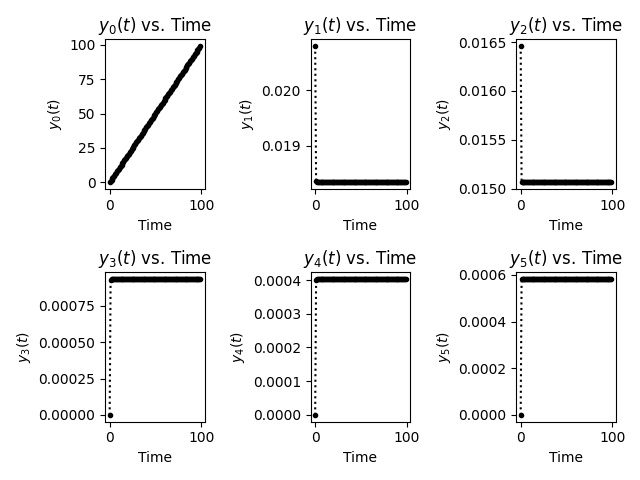 y₀(t) vs. Time
y₁(t) vs. Time
y₂(t) vs. Time
100
75
50
25
0
y₀(t)
0 100
Time
0.020
0.019
y₁(t)
0 100
Time
0.0165
0.0160
0.0155
0.0150
y₂(t)
0 100
Time
y₃(t) vs. Time
y₄(t) vs. Time
y₅(t) vs. Time
0.00075
0.00050
0.00025
0.00000
y₃(t)
0 100
Time
0.0004
0.0003
0.0002
0.0001
0.0000
y₄(t)
0 100
Time
0.0006
0.0004
0.0002
0.0000
y₅(t)
0 100
Time